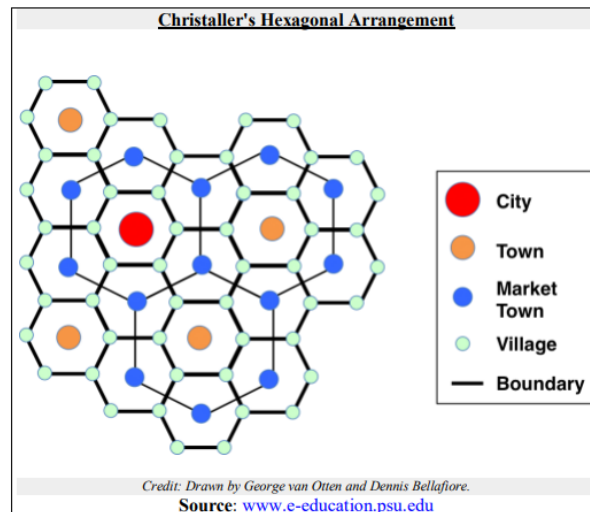 Christaller's Hexagonal Arrangement
City
Town
Market
Town
Village
Boundary
Credit: Drawn by George van Otten and Dennis Bellafiore.
Source: www.e-education.psu.edu